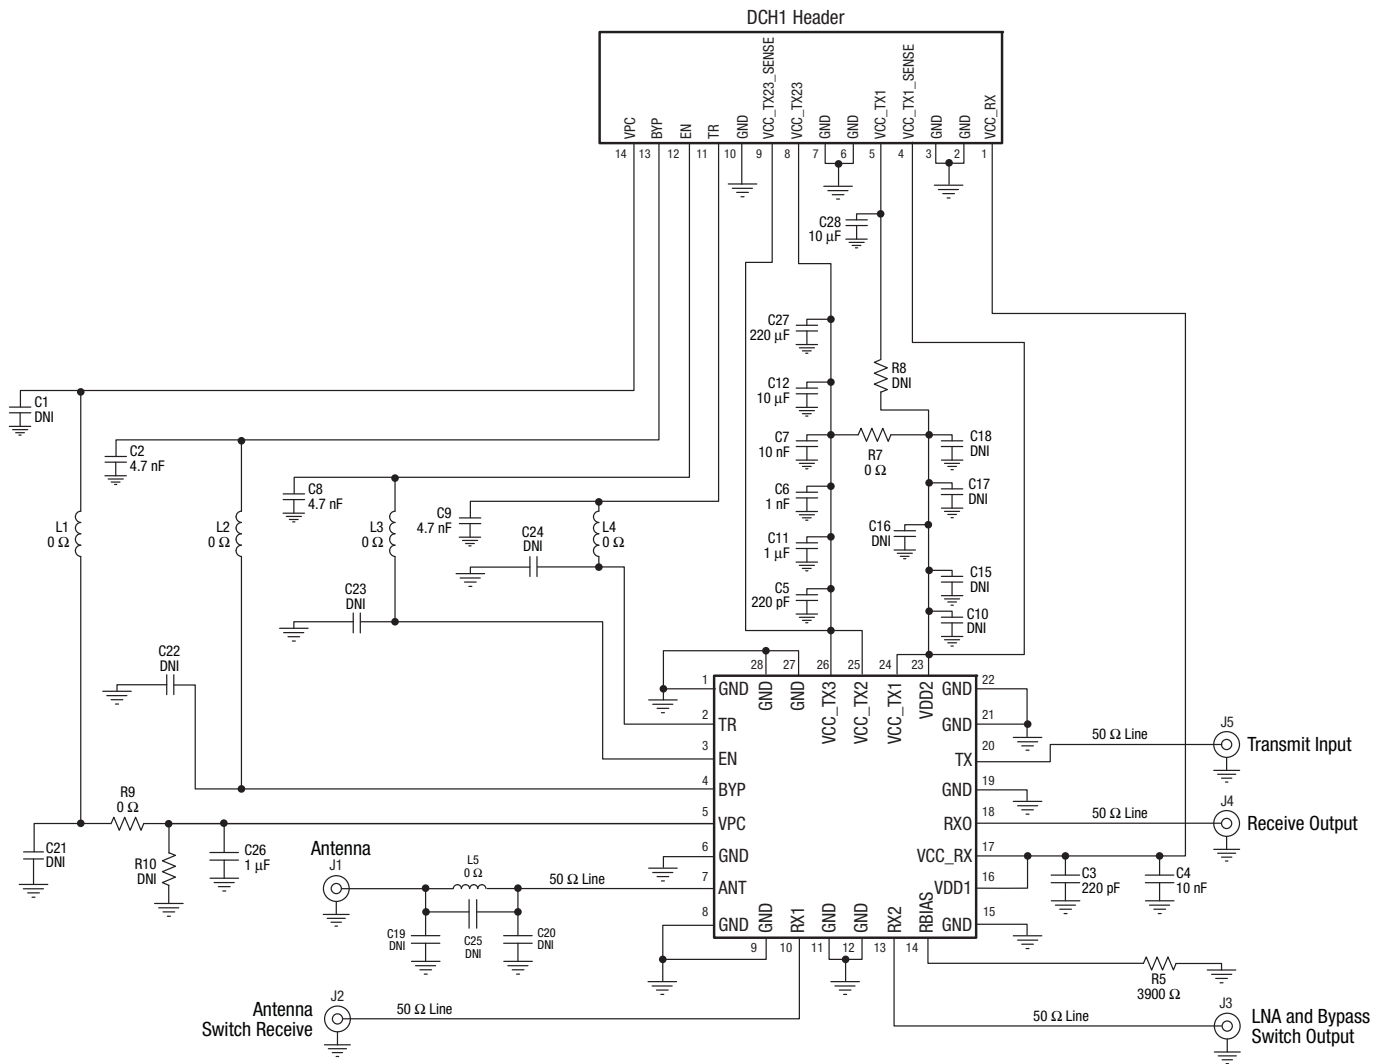 DCH1 Header
VPC
BYP
EN
TR
GND
VCC_TX23_SENSE
VCC_TX23
GND
GND
VCC_TX1
VCC_TX1_SENSE
GND
GND
VCC_RX
14 13 12 11 10 9 8 7 6 5 4 3 2 1
C28
10 µF
C27
220 µF
R8
DNI
C12
10 µF
C1
DNI
C7
10 nF
R7
0 Ω
C18
DNI
C2
4.7 nF
C8
4.7 nF
C6
1 nF
C17
DNI
L1
0 Ω
L2
0 Ω
L3
0 Ω
C9
4.7 nF
C24
DNI
L4
0 Ω
C11
1 µF
C16
DNI
C23
DNI
C5
220 pF
C15
DNI
C10
DNI
C22
DNI
28 27 26 25 24 23
GND
GND
VCC_TX3
VCC_TX2
VCC_TX1
VDD2
1
GND
2
TR
3
EN
4
BYP
5
VPC
6
GND
7
ANT
8
GND
22
GND
21
GND
20
TX
19
GND
18
RX0
17
VCC_RX
16
VDD1
15
GND
GND
RX1
GND
GND
RX2
RBIAS
9 10 11 12 13 14
50 Ω Line
J5
Transmit Input
50 Ω Line
J4
Receive Output
R9
0 Ω
C21
DNI
R10
DNI
C26
1 µF
Antenna
J1
L5
0 Ω
50 Ω Line
C19
DNI
C25
DNI
C20
DNI
C3
220 pF
C4
10 nF
R5
3900 Ω
J2
Antenna
Switch Receive
50 Ω Line
50 Ω Line
J3
LNA and Bypass
Switch Output